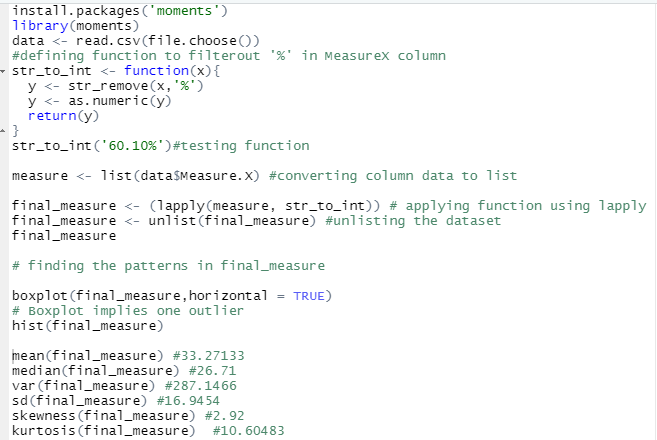 install.packages('moments')
library(moments)
data <- read.csv(file.choose())
#defining function to filterout '%' in MeasureX column
str_to_int <- function(x){
  y <- str_remove(x,'%')
  y <- as.numeric(y)
  return(y)
}
str_to_int('60.10%')#testing function
measure <- list(data$Measure.X) #converting column data to list
final_measure <- (lapply(measure, str_to_int)) # applying function using lapply
final_measure <- unlist(final_measure) #unlisting the dataset
final_measure
# finding the patterns in final_measure
boxplot(final_measure,horizontal = TRUE)
# Boxplot implies one outlier
hist(final_measure)
mean(final_measure) #33.27133
median(final_measure) #26.71
var(final_measure) #287.1466
sd(final_measure) #16.9454
skewness(final_measure) #2.92
kurtosis(final_measure)  #10.60483